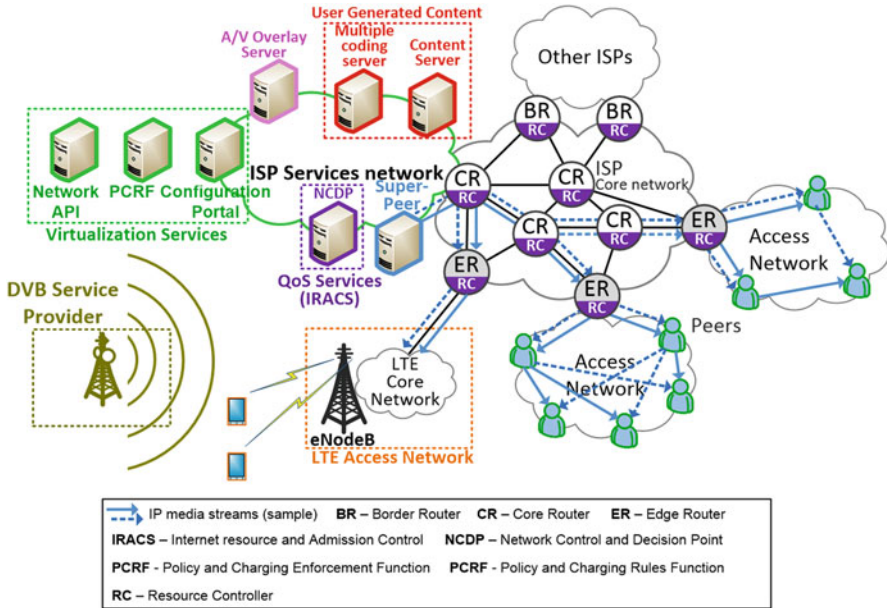 User Generated Content
A/V Overlay
Server
Multiple
coding
server
Content
Server
Other ISPs
BR
RC
BR
RC
Network
API
PCRF
Configuration
Portal
Virtualization Services
ISP Services network
NCDP
Super-
Peer
QoS Services
(IRACS)
CR
RC
CR
RC
ISP
Core network
CR
RC
CR
RC
ER
RC
ER
RC
ER
RC
Access
Network
Peers
Access
Network
DVB Service
Provider
LTE
Core
Network
eNodeB
LTE Access Network
IP media streams (sample) BR – Border Router CR – Core Router ER – Edge Router
IRACS – Internet resource and Admission Control NCDP – Network Control and Decision Point
PCRF - Policy and Charging Enforcement Function PCRF - Policy and Charging Rules Function
RC – Resource Controller